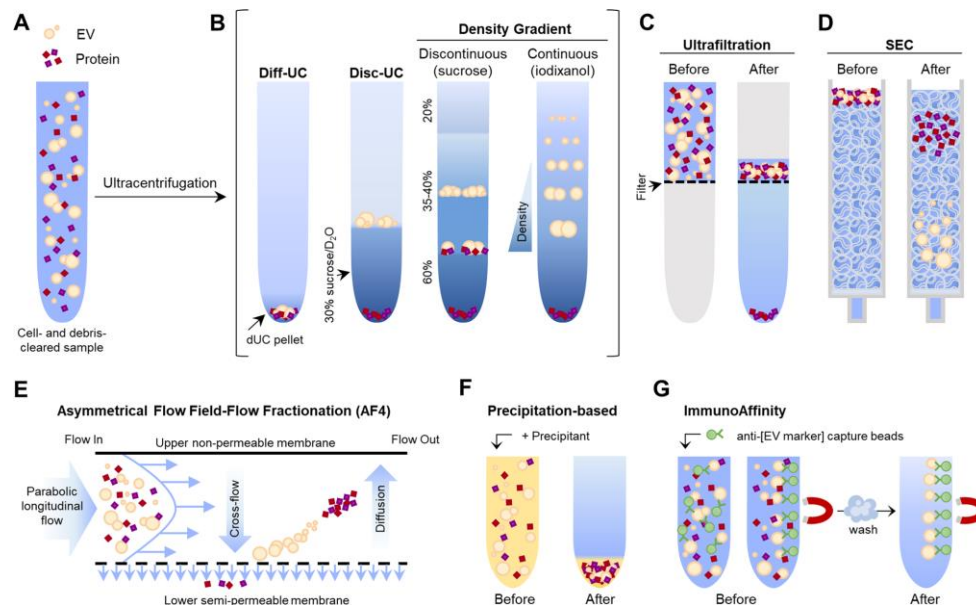 A
EV
Protein
Cell- and debris-
cleared sample
Ultracentrifugation
B
Diff-UC
dUC pellet
Disc-UC
30% sucrose/D₂O
Density Gradient
Discontinuous
(sucrose)
20%
35-40%
60%
Continuous
(iodixanol)
Density
C
Ultrafiltration
Before
After
Filter
D
SEC
Before
After
E
Asymmetrical Flow Field-Flow Fractionation (AF4)
Flow In
Upper non-permeable membrane
Flow Out
Parabolic
longitudinal
flow
Cross-flow
Diffusion
Lower semi-permeable membrane
F
Precipitation-based
+ Precipitant
Before
After
G
ImmunoAffinity
anti-[EV marker] capture beads
wash
Before
After